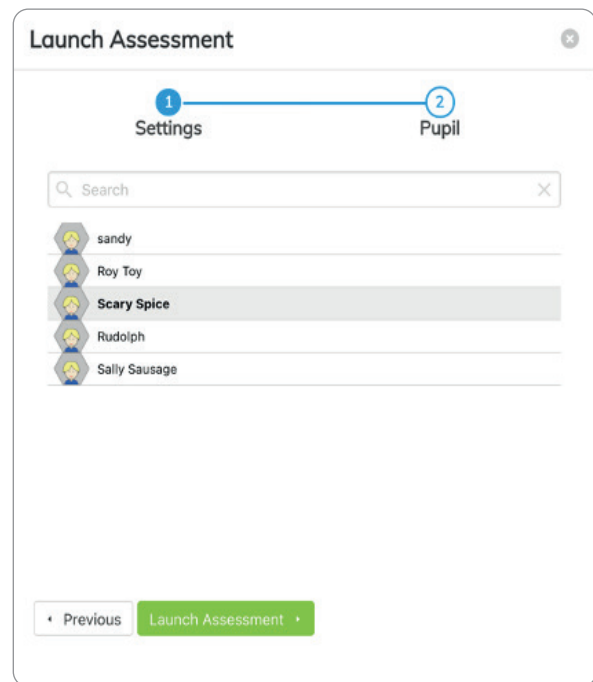 Launch Assessment
1 2
Settings Pupil
Search
sandy
Roy Toy
Scary Spice
Rudolph
Sally Sausage
Previous Launch Assessment